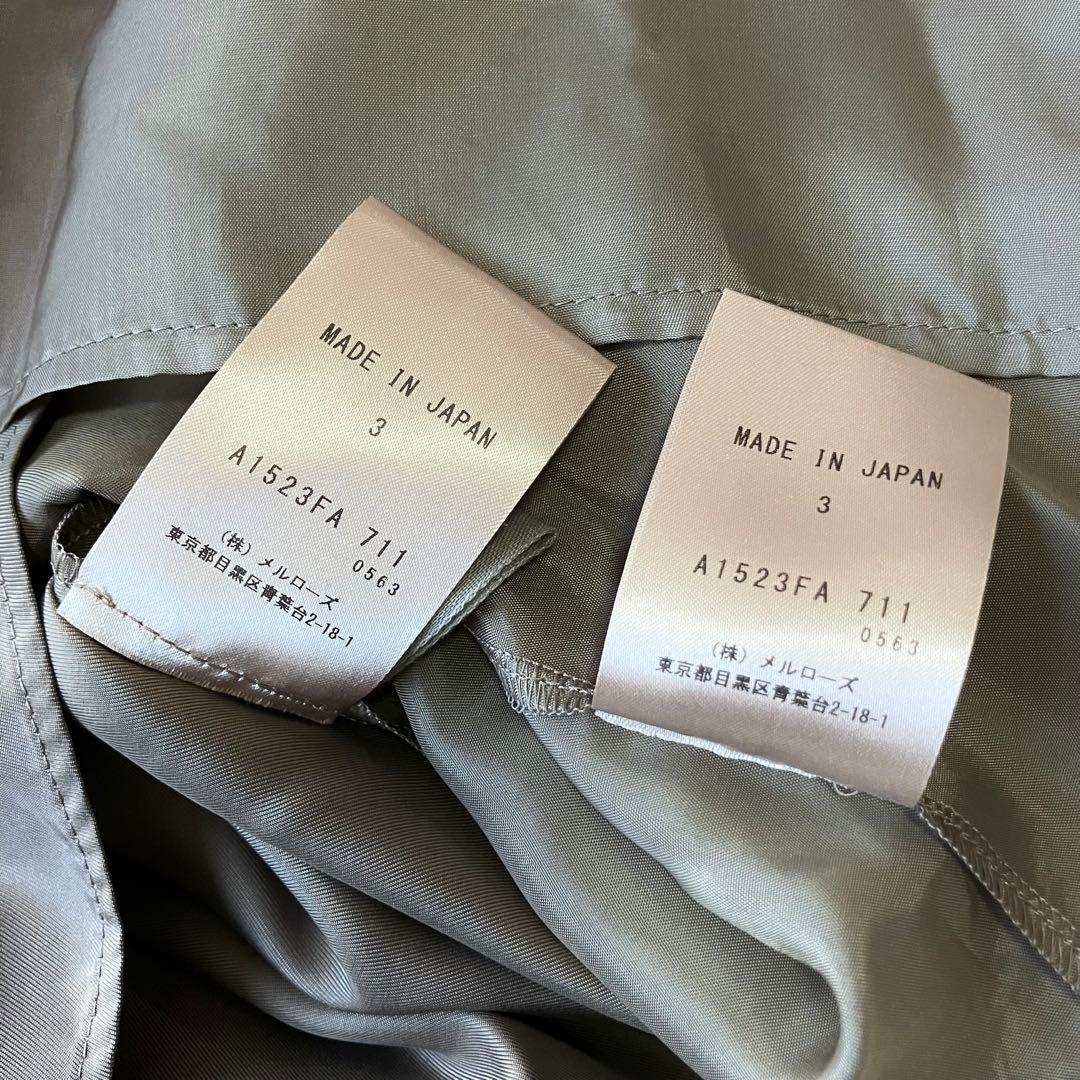 MADE IN JAPAN
3
A1523FA 711
0563
(株) メルローズ
東京都目黒区青葉台2-18-1
MADE IN JAPAN
3
A1523FA 711
0563
(株) メルローズ
東京都目黒区青葉台2-18-1